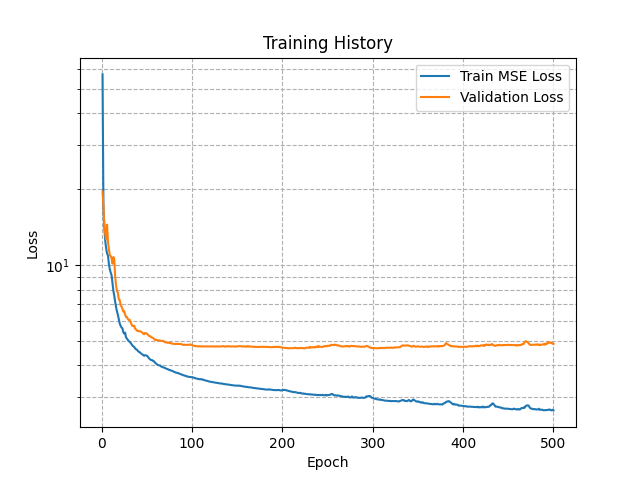 Training History
Train MSE Loss
Validation Loss
Loss
10¹
0 100 200 300 400 500
Epoch